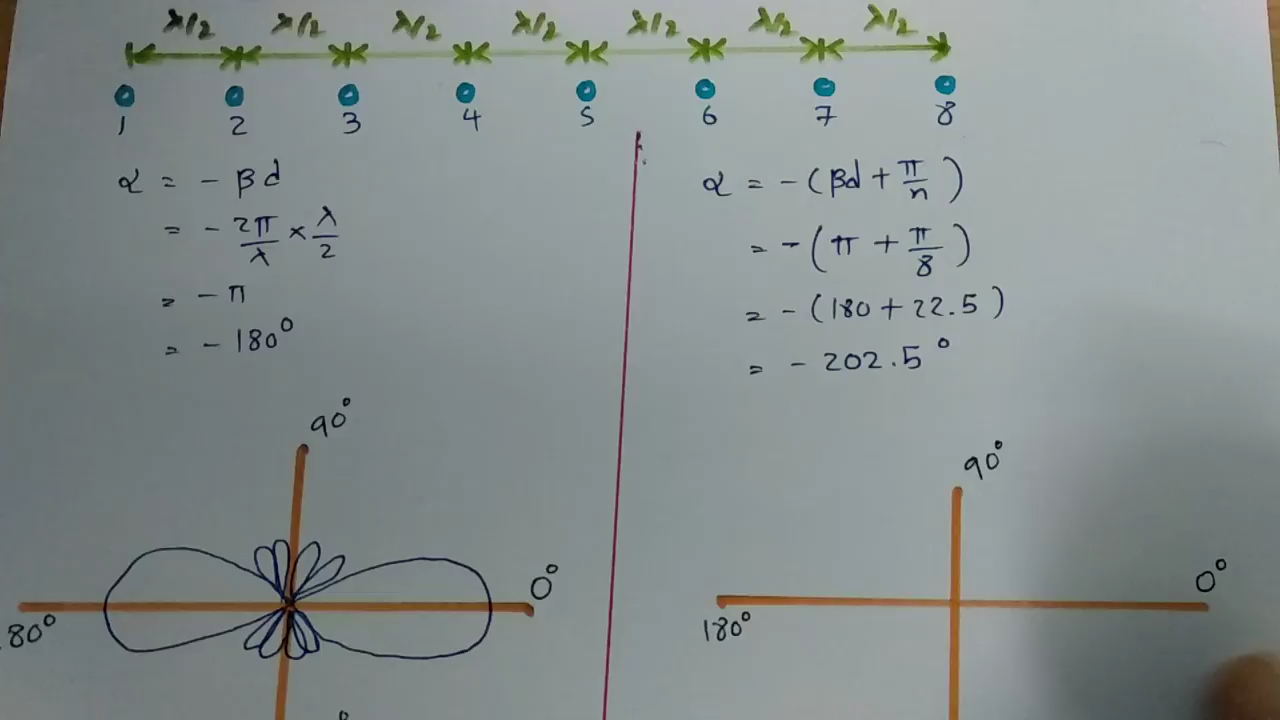 λ/2 λ/2 λ/2 λ/2 λ/2 λ/2 λ/2
1 2 3 4 5 6 7 8
α = - βd
= - 2π/λ × λ/2
= - π
= - 180°
90°
0°
80°
α = -(βd + π/n)
= -(π + π/8)
= -(180 + 22.5)
= - 202.5°
90°
0°
180°